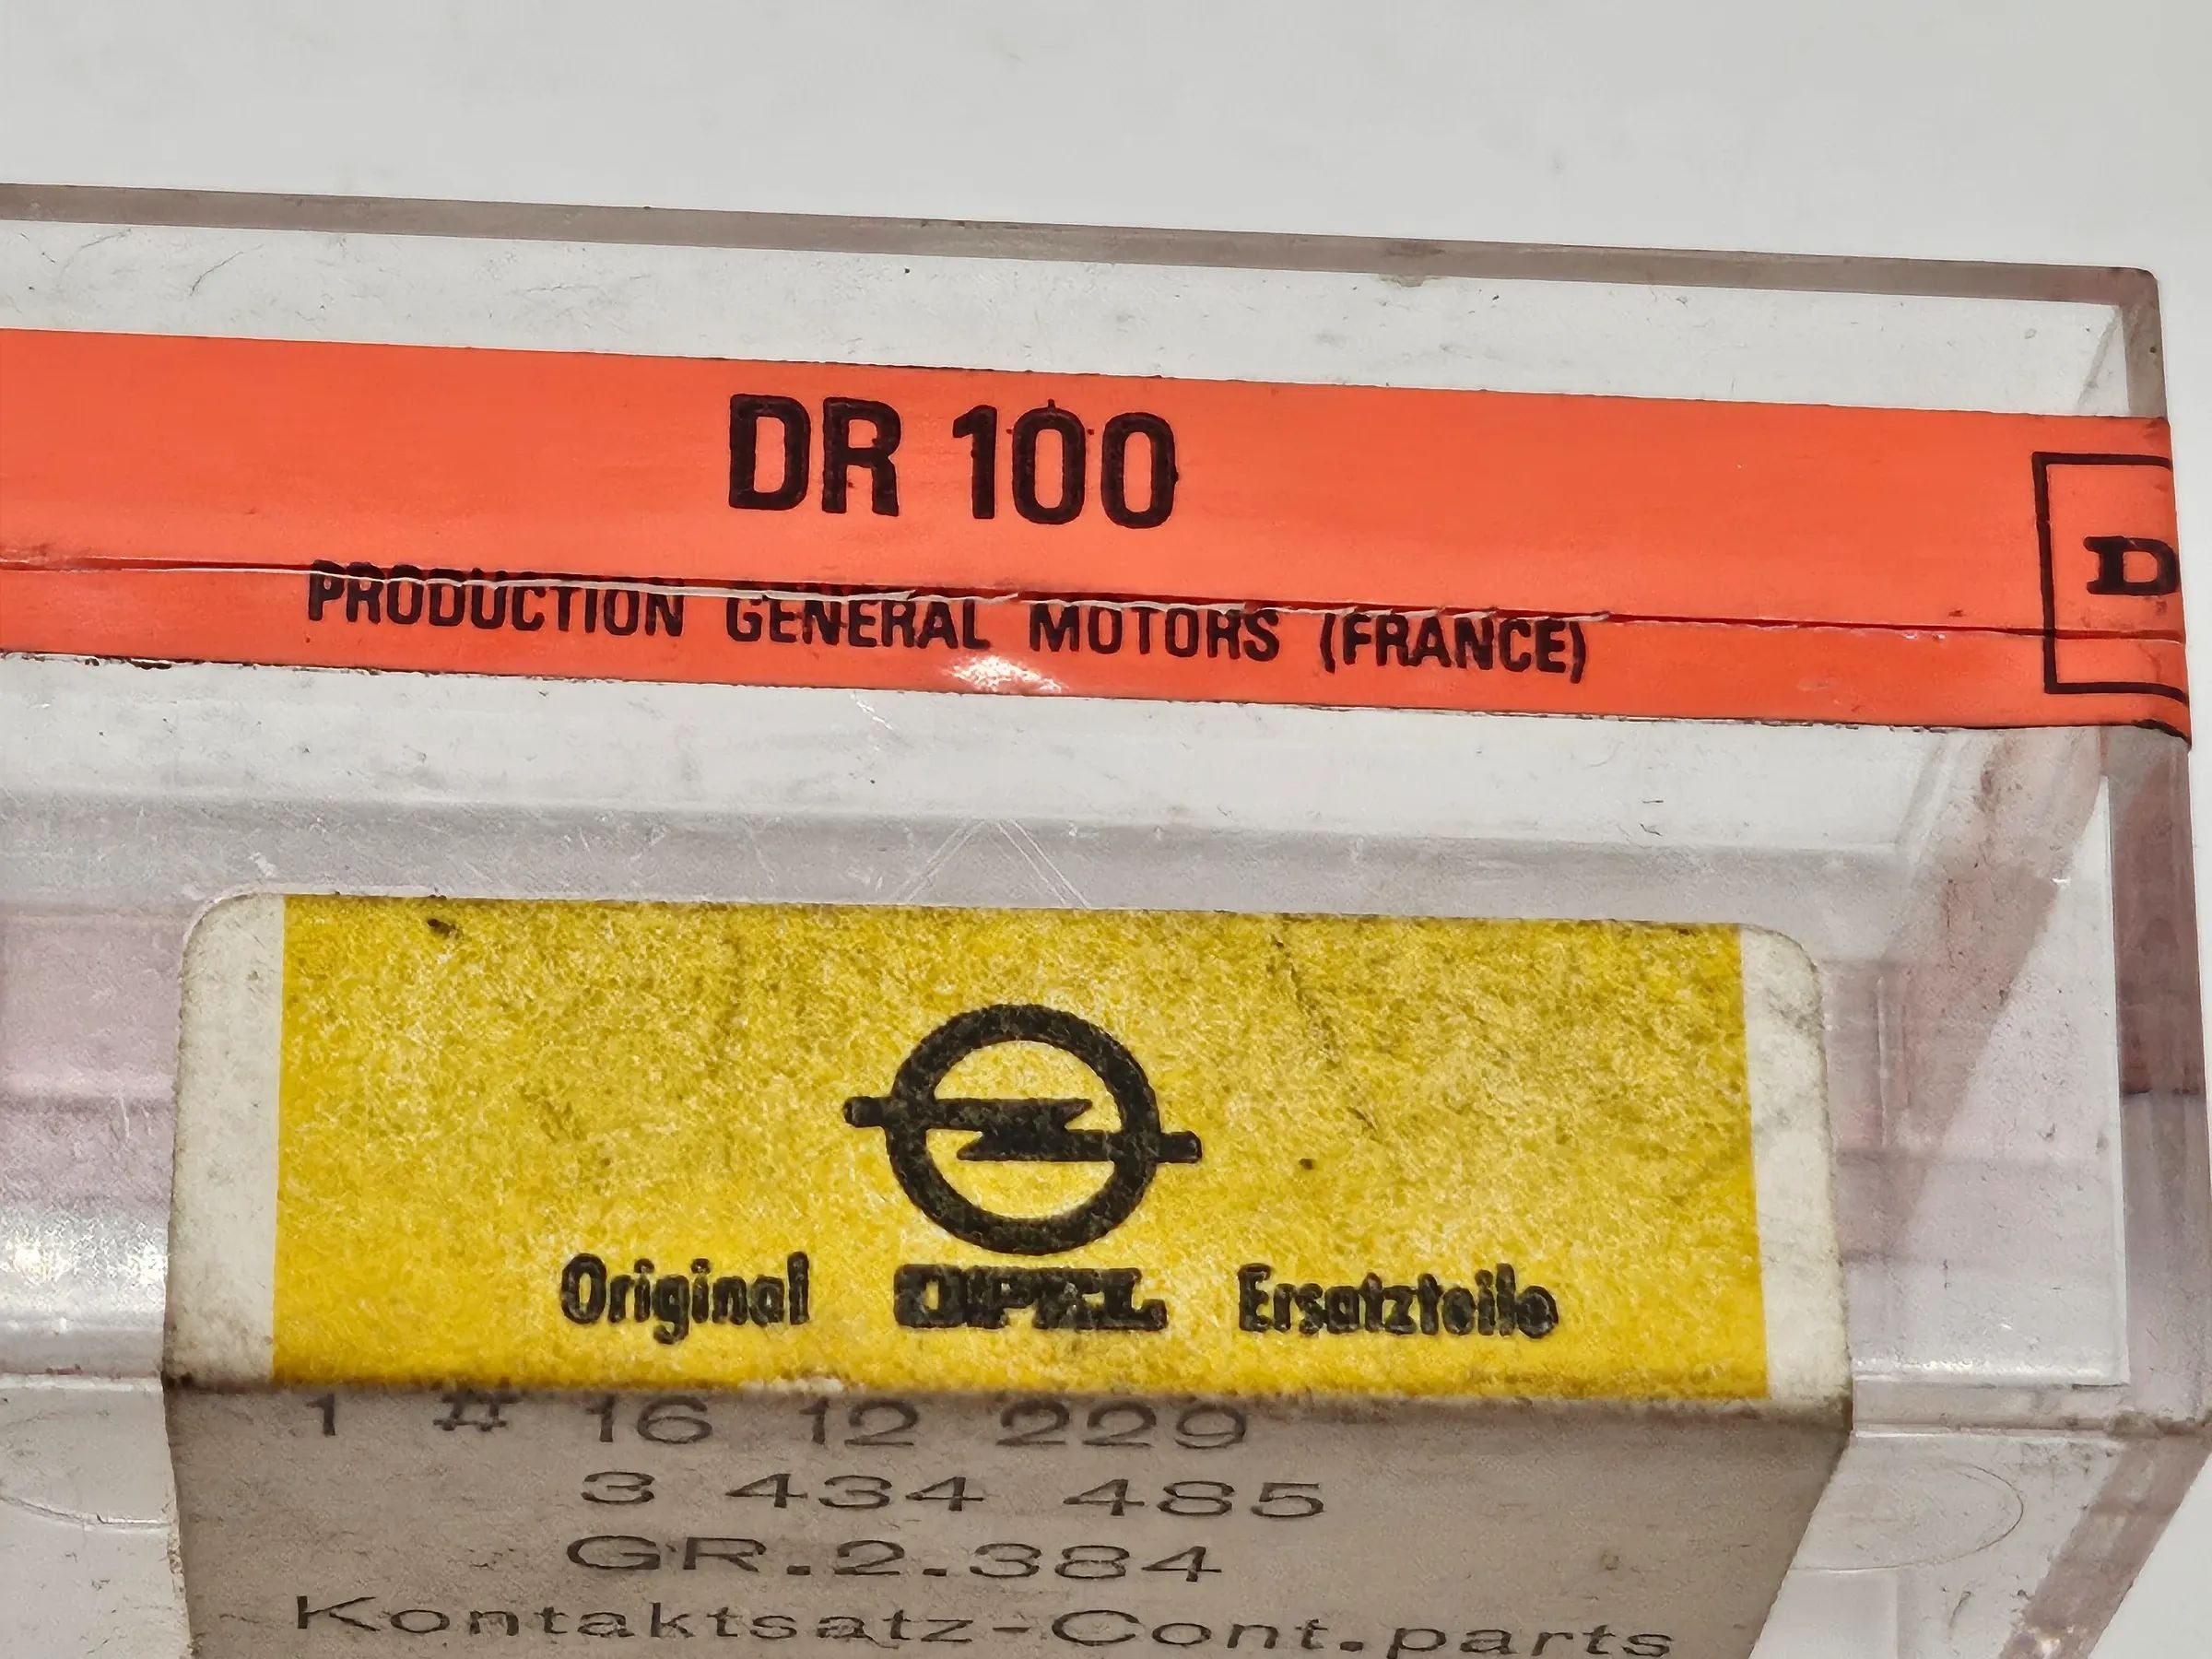 DR 100
PRODUCTION GENERAL MOTORS (FRANCE)
D
Original OPEL Ersatzteile
1 # 16 12 229
3 434 485
GR.2.384
Kontaktsatz-Cont.parts